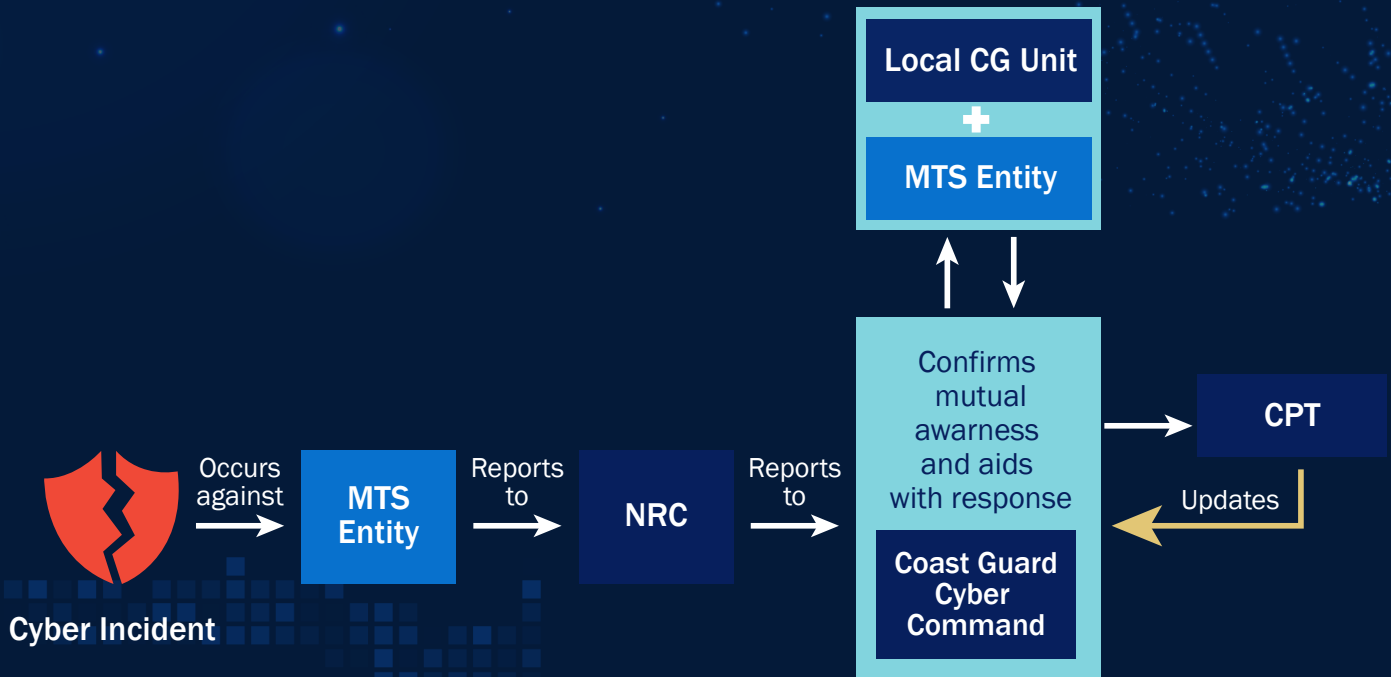 Local CG Unit
MTS Entity
Confirms
mutual
awarness
and aids
with response
Coast Guard
Cyber
Command
CPT
Updates
Cyber Incident
Occurs
against
MTS
Entity
Reports
to
NRC
Reports
to